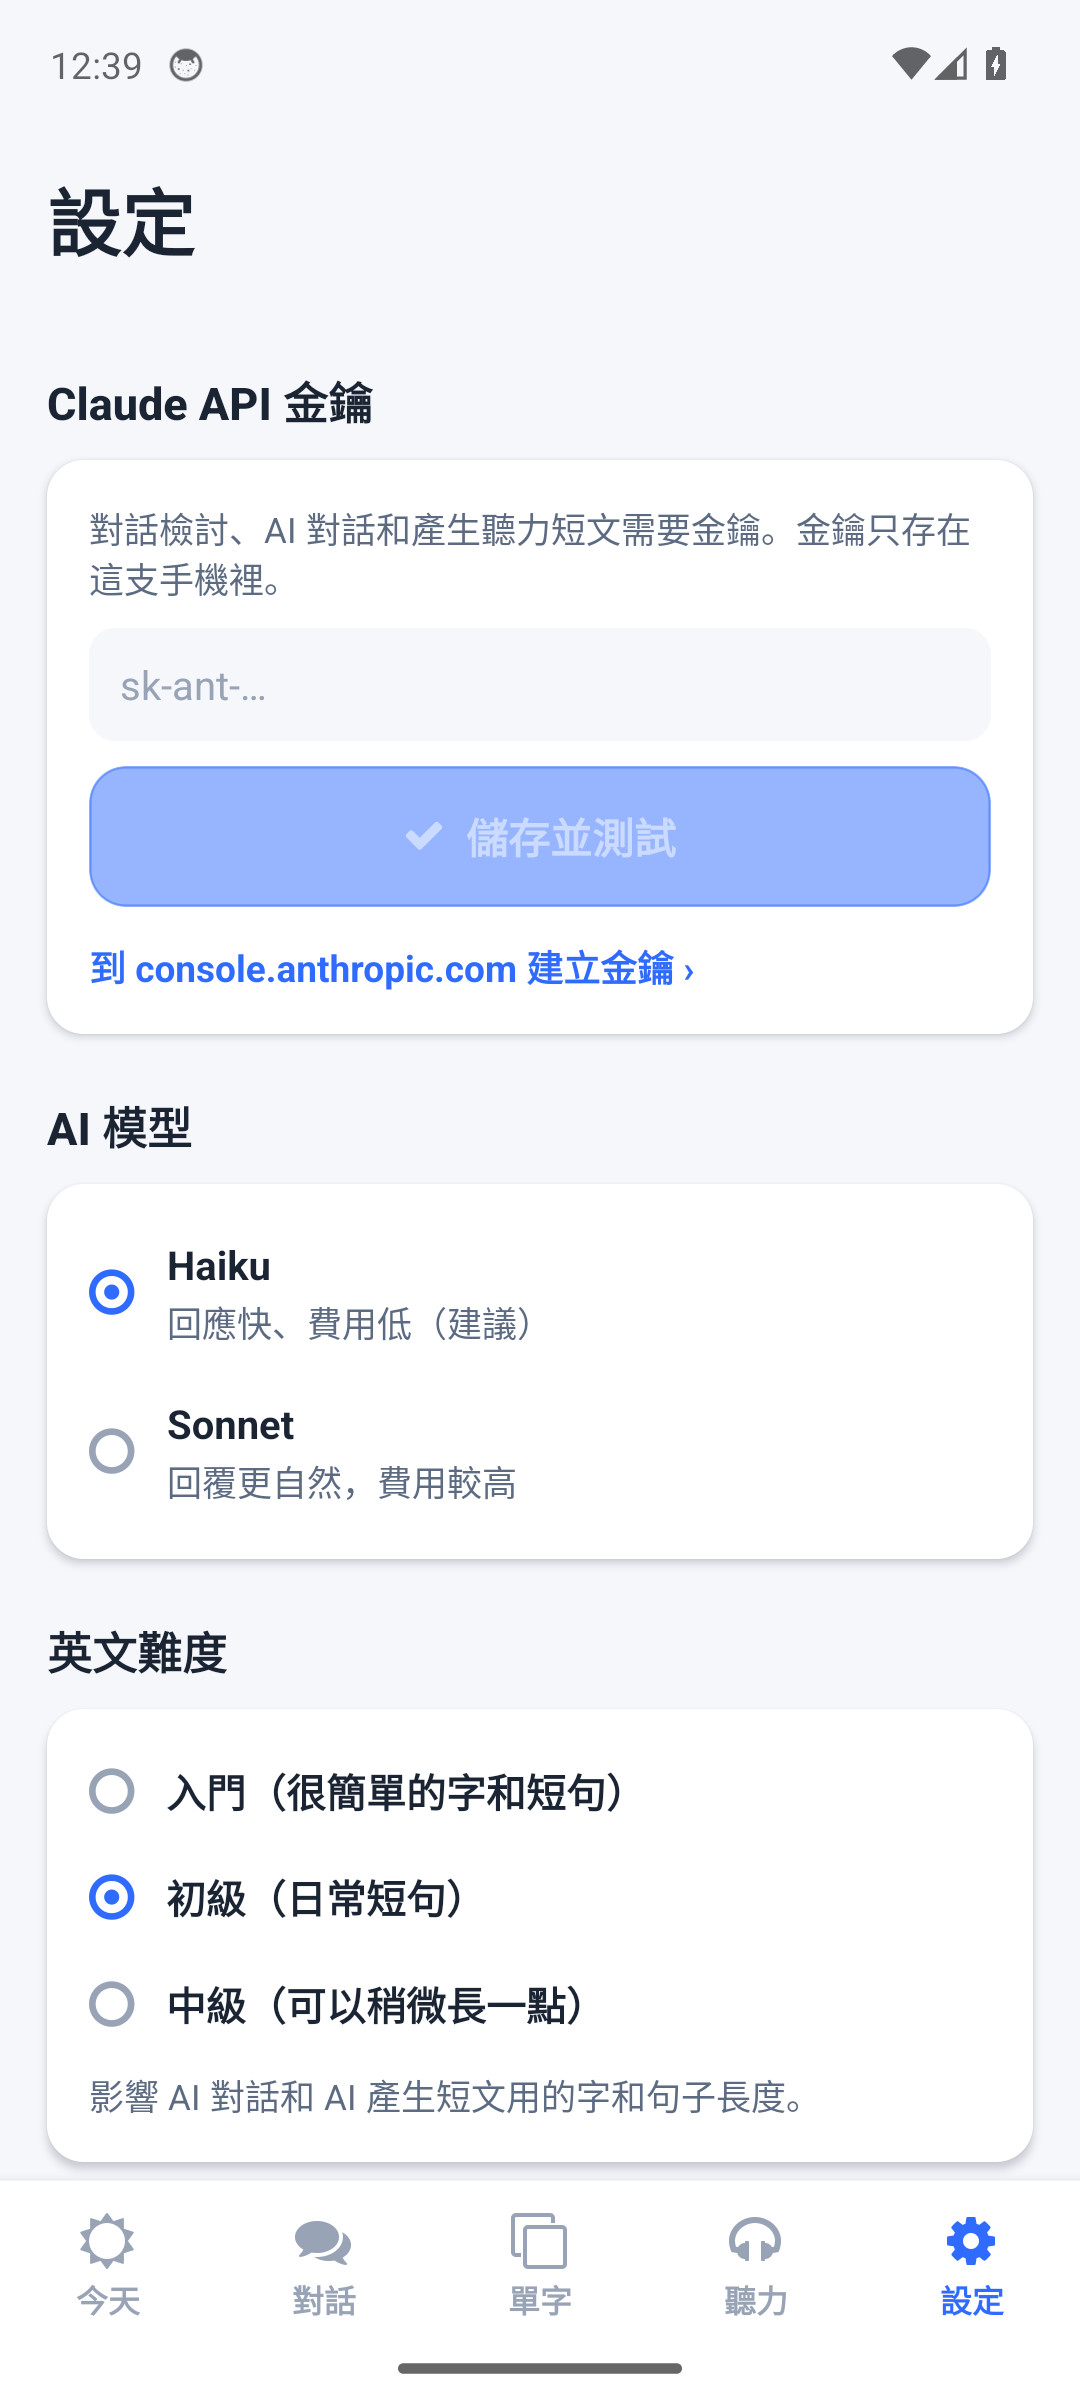 12:39
設定
Claude API 金鑰
對話檢討、AI 對話和產生聽力短文需要金鑰。金鑰只存在
這支手機裡。
sk-ant-...
儲存並測試
到 console.anthropic.com 建立金鑰 ›
AI 模型
Haiku
回應快、費用低（建議）
Sonnet
回覆更自然，費用較高
英文難度
入門（很簡單的字和短句）
初級（日常短句）
中級（可以稍微長一點）
影響 AI 對話和 AI 產生短文用的字和句子長度。
今天
對話
單字
聽力
設定